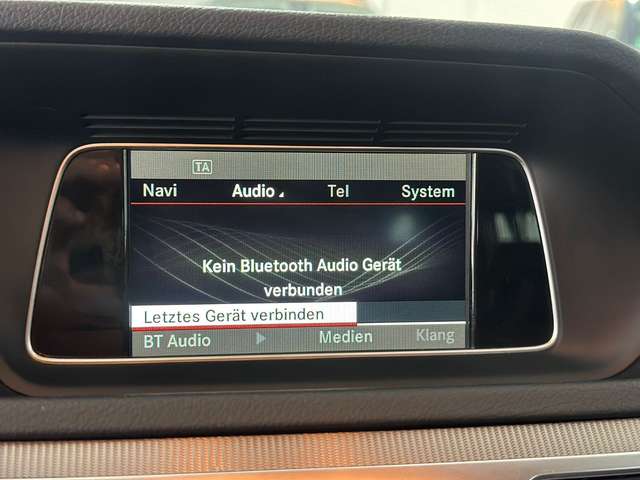 TA
Navi Audio Tel System
Kein Bluetooth Audio Gerät
verbunden
Letztes Gerät verbinden
BT Audio Medien Klang